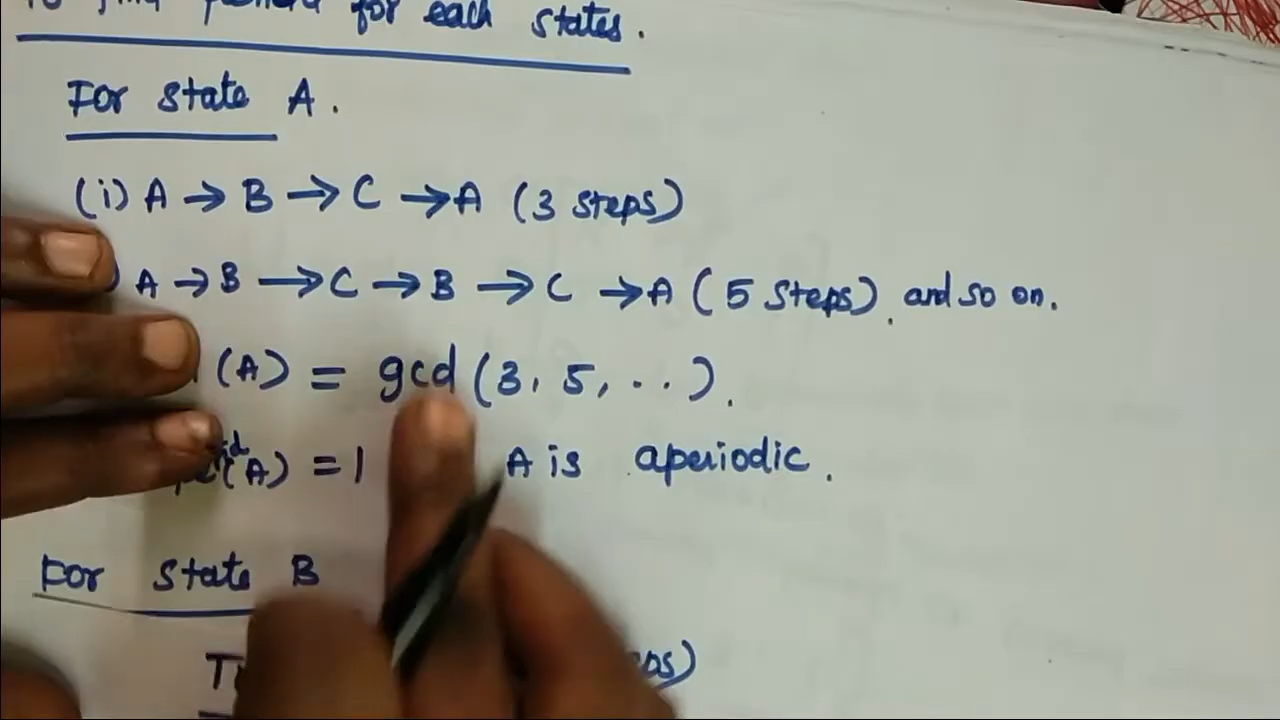 for each states.
For state A.
(i) A → B → C → A (3 steps)
) A → B → C → B → C → A (5 steps). and so on.
(A) = gcd (3, 5, ..).
(A) = 1 A is aperiodic.
For state B